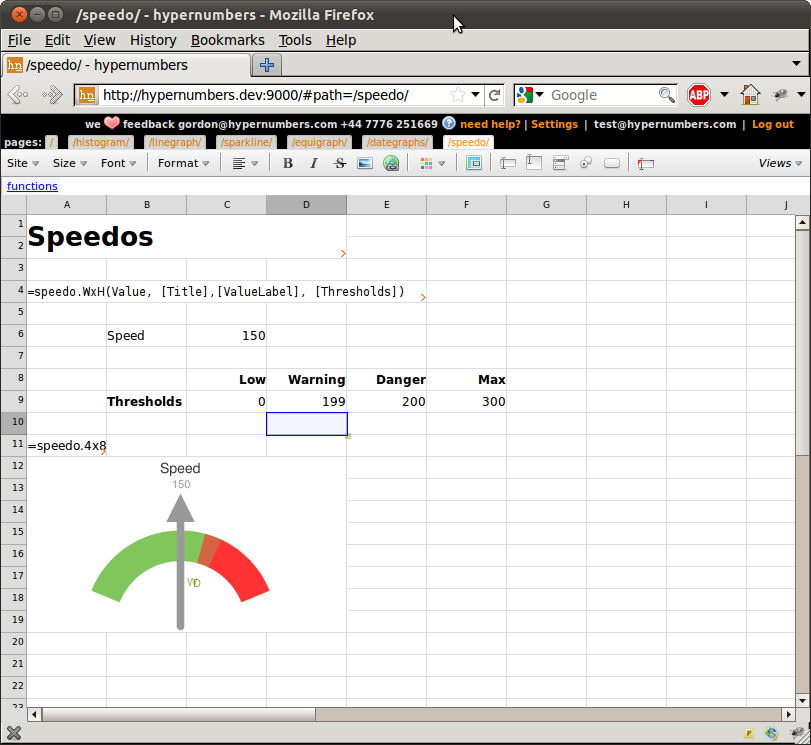 /speedo/ - hypernumbers - Mozilla Firefox
File Edit View History Bookmarks Tools Help
hn /speedo/ - hypernumbers
hn http://hypernumbers.dev:9000/#path=/speedo/ Google ABP
we feedback gordon@hypernumbers.com +44 7776 251669 need help? | Settings | test@hypernumbers.com | Log out
pages: / /histogram/ /linegraph/ /sparkline/ /equigraph/ /dategraphs/ /speedo/
Site Size Font Format B I S Views
functions
A B C D E F G H I J
1
Speedos
2
3
4 =speedo.WxH(Value, [Title],[ValueLabel], [Thresholds])
5
6 Speed 150
7
8 Low Warning Danger Max
9 Thresholds 0 199 200 300
10
11 =speedo.4x8
12 Speed
13 150
14
15
16
17
18
19
20
21
22
23